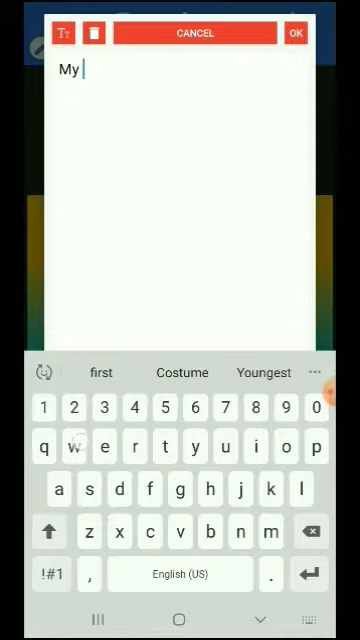 TT CANCEL OK
My
first Costume Youngest ...
1 2 3 4 5 6 7 8 9 0
q w e r t y u i o p
a s d f g h j k l
z x c v b n m
!#1 , English (US) .